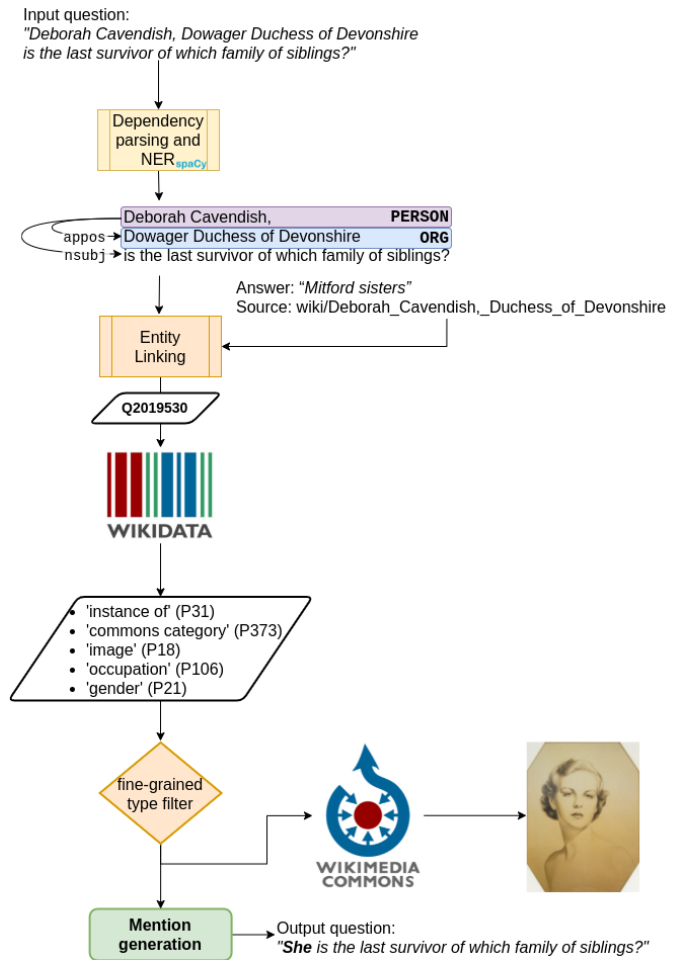 Input question:
"Deborah Cavendish, Dowager Duchess of Devonshire
is the last survivor of which family of siblings?"
Dependency
parsing and
NER spaCy
Deborah Cavendish, PERSON
appos Dowager Duchess of Devonshire ORG
nsubj is the last survivor of which family of siblings?
Answer: “Mitford sisters”
Source: wiki/Deborah_Cavendish,_Duchess_of_Devonshire
Entity
Linking
Q2019530
WIKIDATA
• 'instance of' (P31)
• 'commons category' (P373)
• 'image' (P18)
• 'occupation' (P106)
• 'gender' (P21)
fine-grained
type filter
WIKIMEDIA
COMMONS
Mention
generation
Output question:
"She is the last survivor of which family of siblings?"